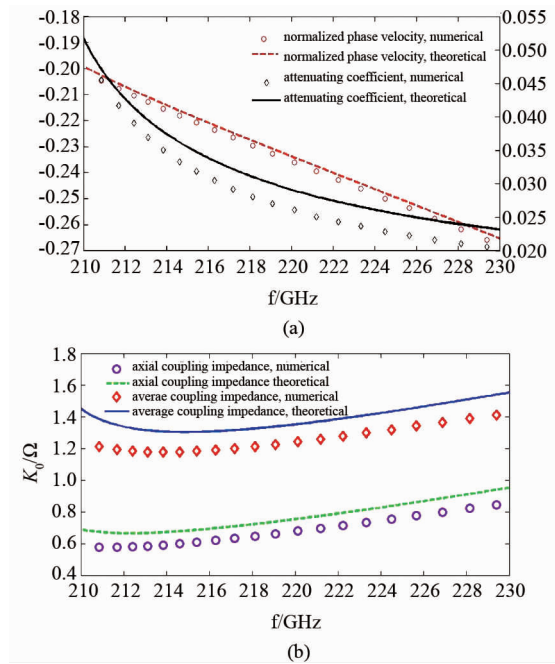 -0.18
-0.19
-0.20
-0.21
-0.22
-0.23
-0.24
-0.25
-0.26
-0.27
0.055
0.050
0.045
0.040
0.035
0.030
0.025
0.020
normalized phase velocity, numerical
normalized phase velocity, theoretical
attenuating coefficient, numerical
attenuating coefficient, theoretical
210 212 214 216 218 220 222 224 226 228 230
f/GHz
(a)
1.8
1.6
1.4
1.2
1.0
0.8
0.6
0.4
K₀/Ω
axial coupling impedance, numerical
axial coupling impedance theoretical
averae coupling impedance, numerical
average coupling impedance, theoretical
210 212 214 216 218 220 222 224 226 228 230
f/GHz
(b)